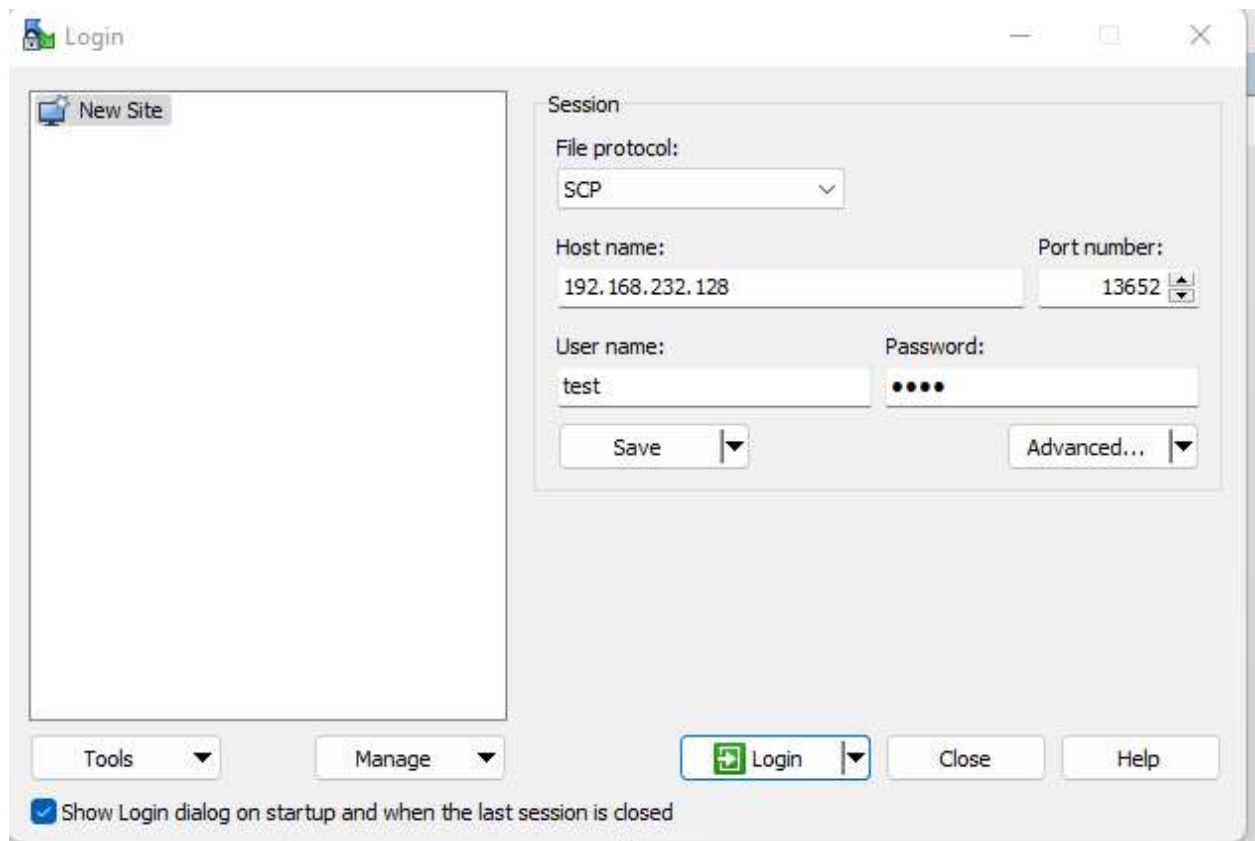 Login
New Site
Session
File protocol:
SCP
Host name: Port number:
192.168.232.128 13652
User name: Password:
test ••••
Save Advanced...
Tools Manage Login Close Help
Show Login dialog on startup and when the last session is closed